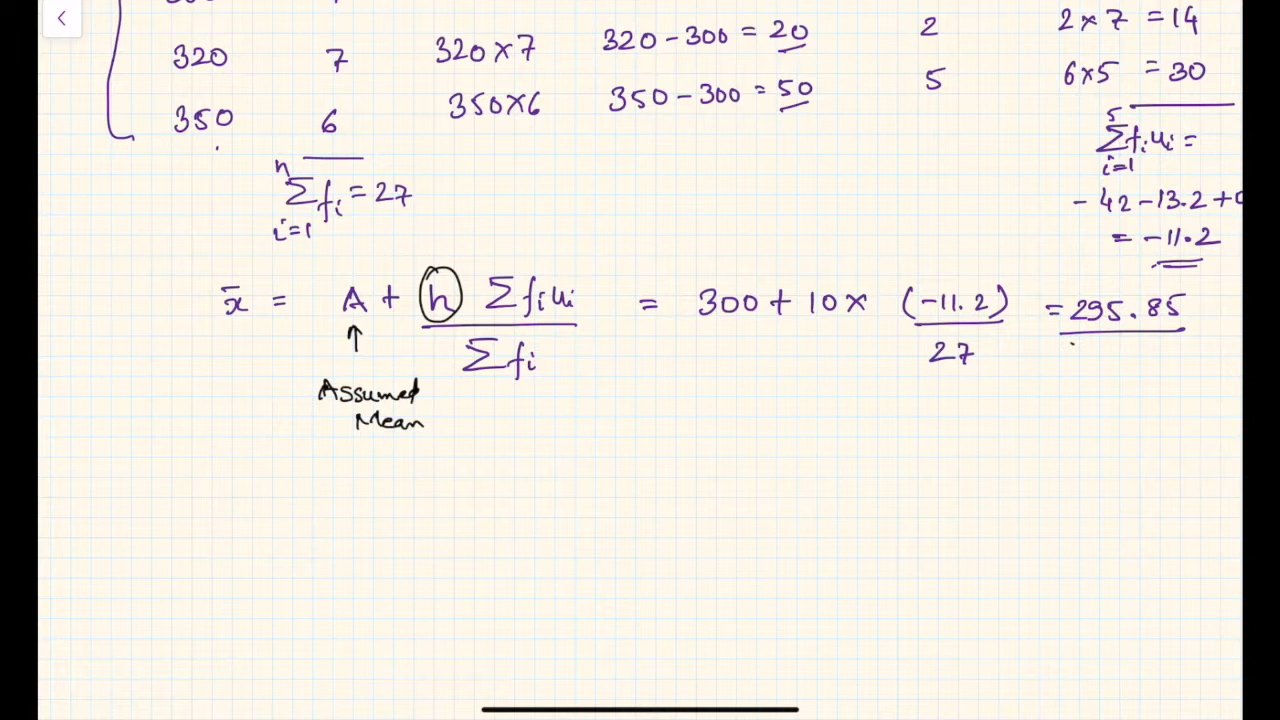 320 7 320×7 320-300 = 20 2 2×7 = 14
350 6 350×6 350-300 = 50 5 6×5 = 30
n 5
Σfi = 27 Σfiui =
i=1 i=1
- 42 -13.2 +
= -11.2
x̄ = A + h Σfiui = 300 + 10× (-11.2) = 295.85
Σfi 27
↑
Assumed
Mean